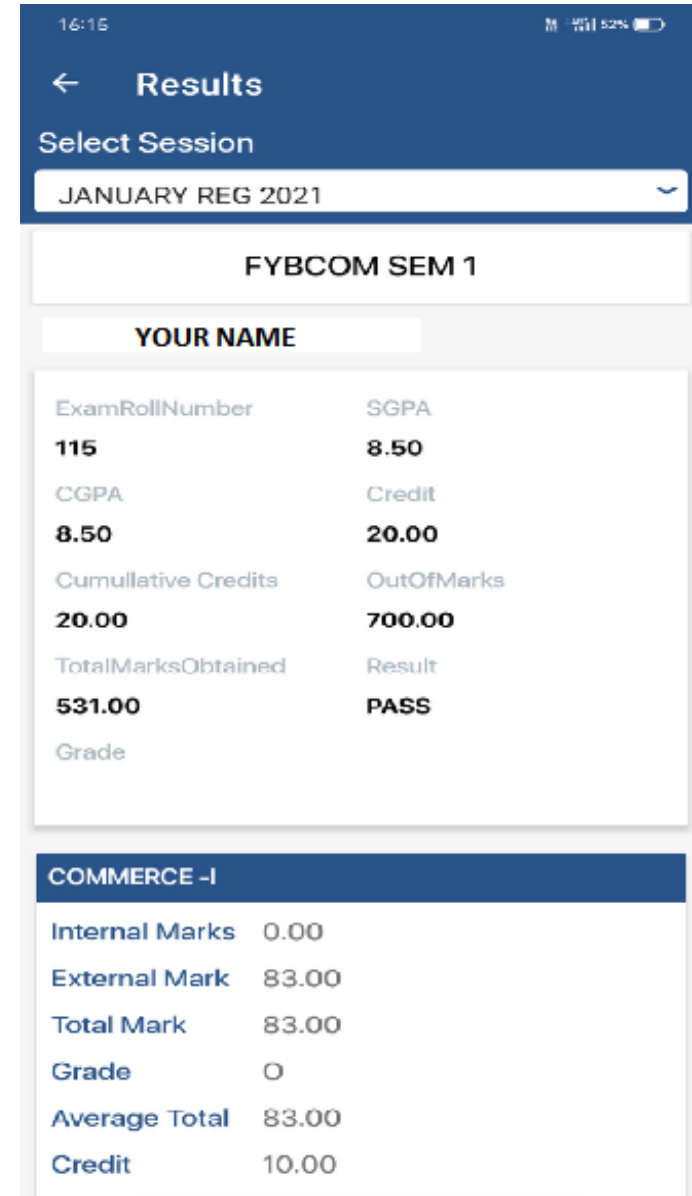 16:15 52%
← Results
Select Session
JANUARY REG 2021
FYBCOM SEM 1
YOUR NAME
ExamRollNumber SGPA
115 8.50
CGPA Credit
8.50 20.00
Cumullative Credits OutOfMarks
20.00 700.00
TotalMarksObtained Result
531.00 PASS
Grade
COMMERCE -I
Internal Marks 0.00
External Mark 83.00
Total Mark 83.00
Grade O
Average Total 83.00
Credit 10.00